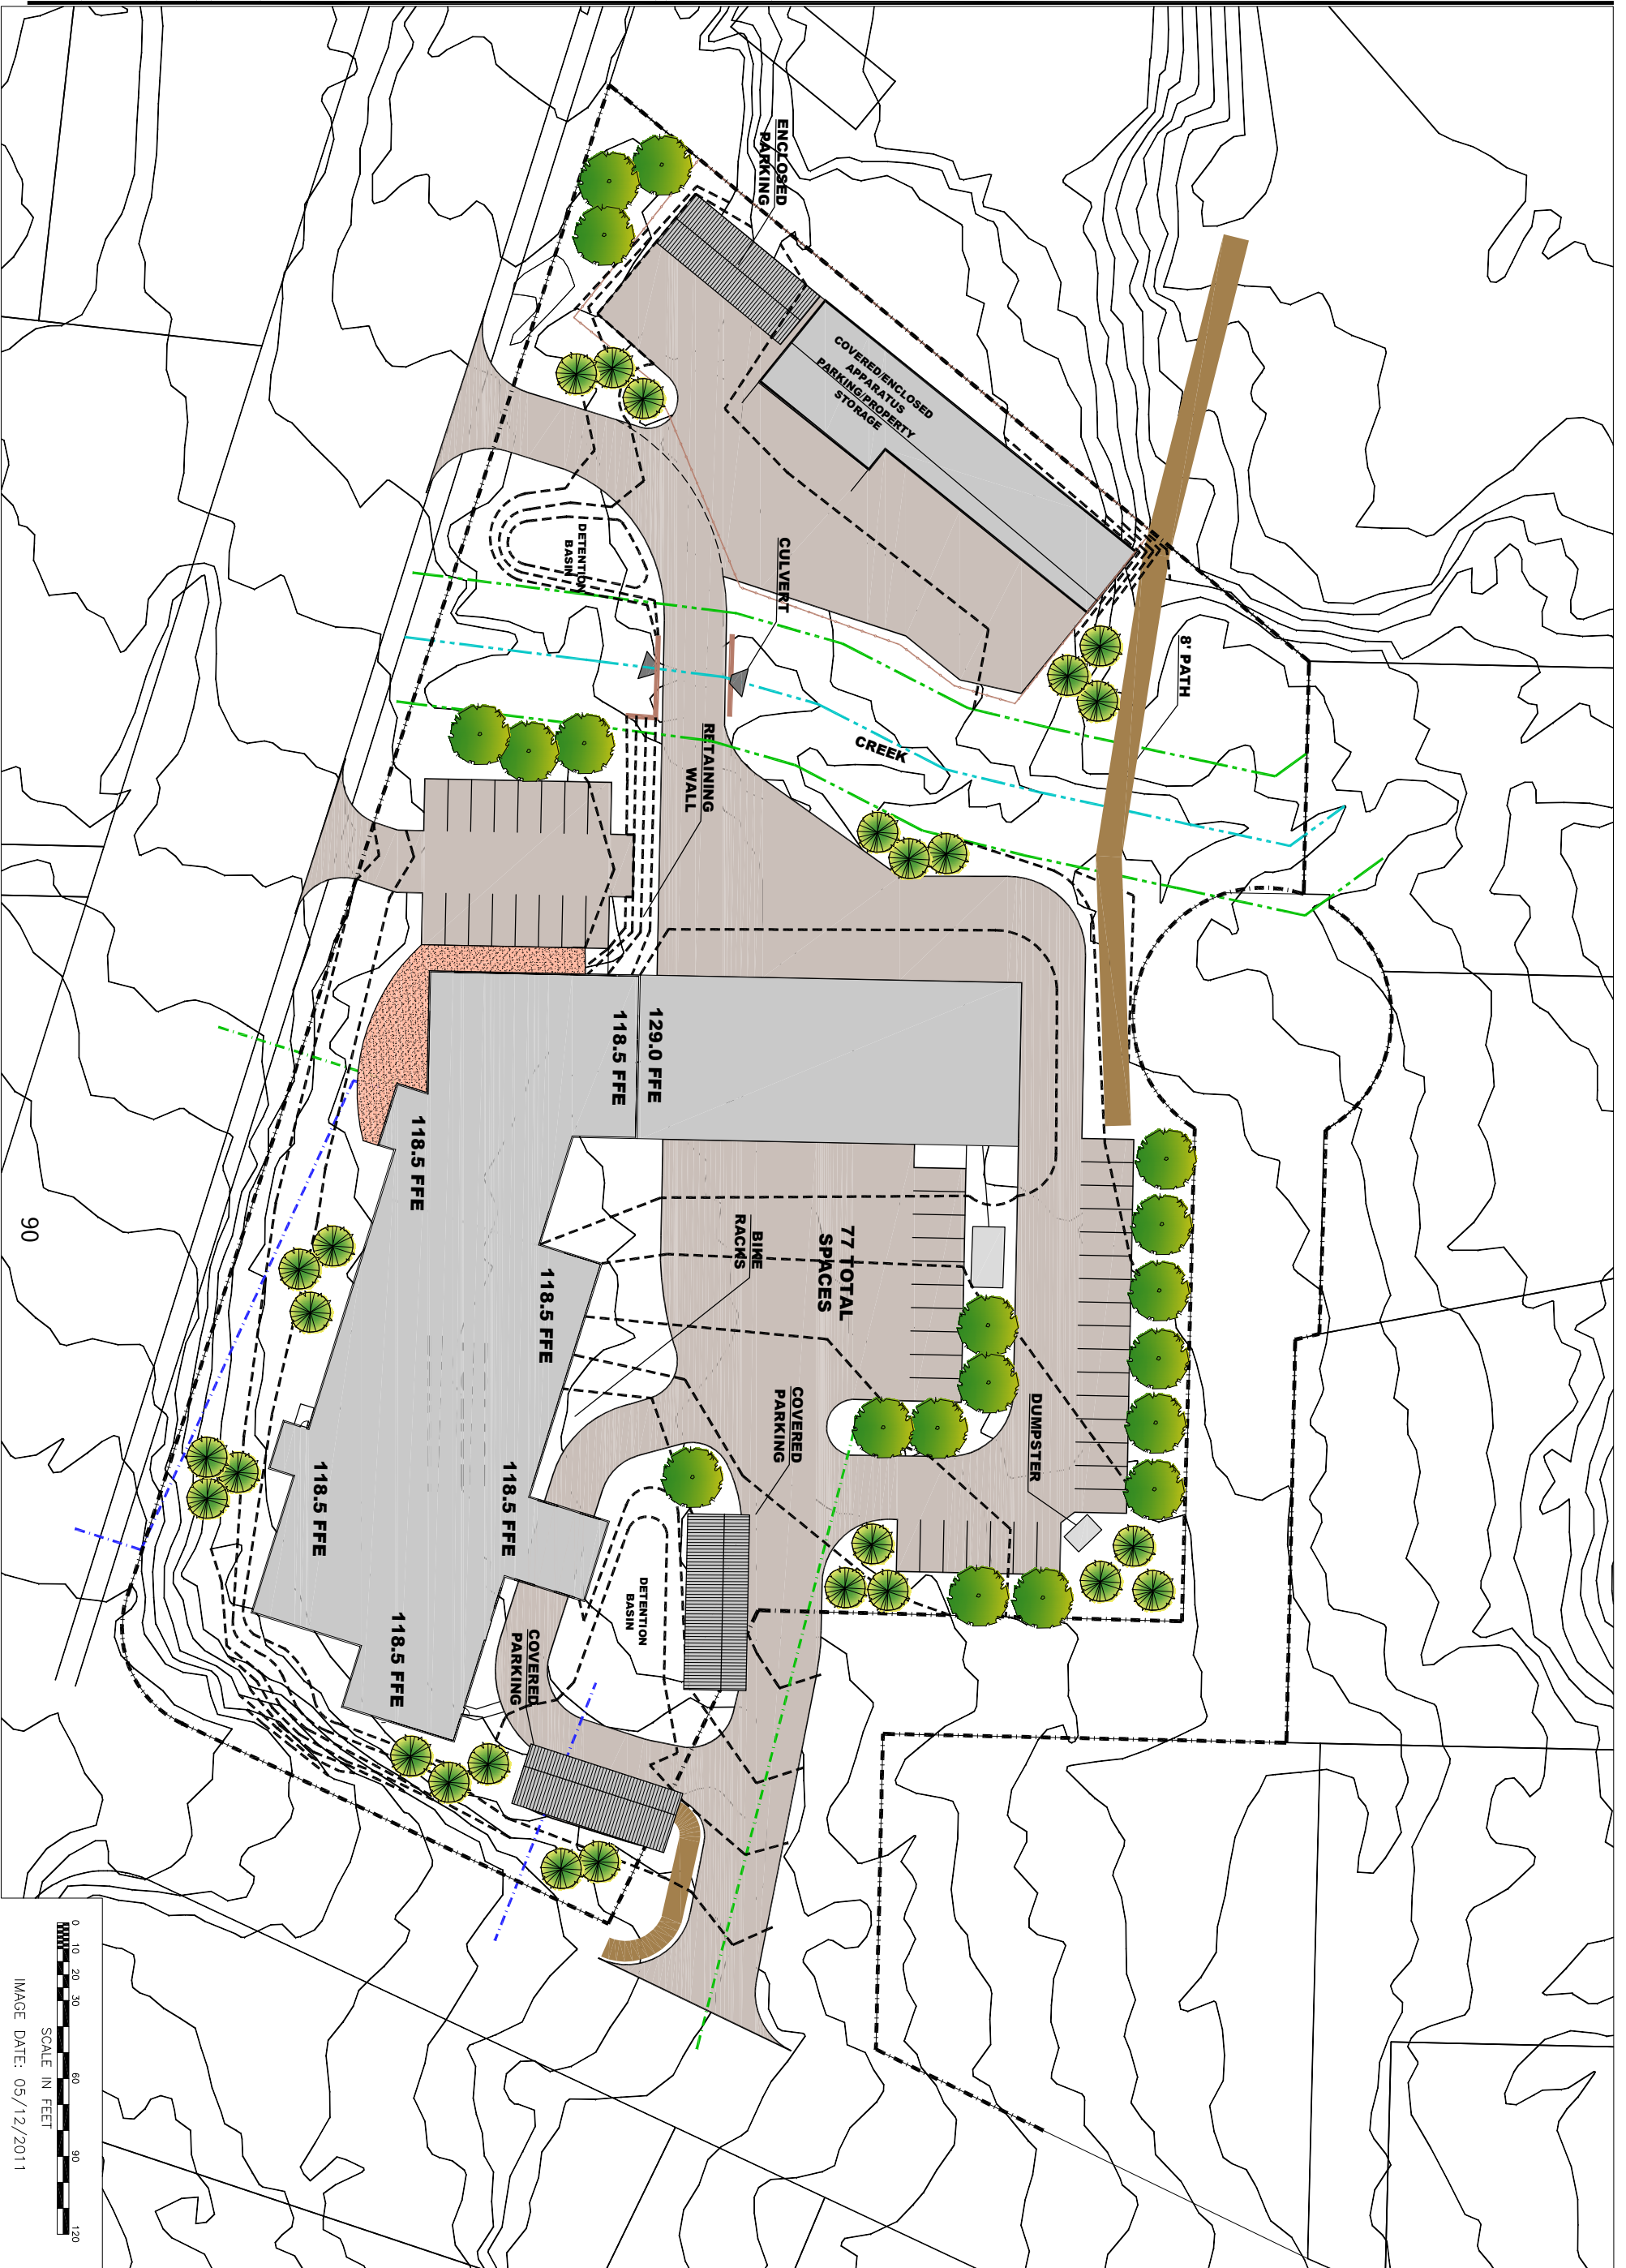 ENCLOSED
PARKING
COVERED/ENCLOSED
APPARATUS
PARKING/PROPERTY
STORAGE
DETENTION
BASIN
CULVERT
8' PATH
CREEK
RETAINING
WALL
129.0 FFE
118.5 FFE
118.5 FFE
77 TOTAL
SPACES
BIKE
RACKS
118.5 FFE
COVERED
PARKING
DUMPSTER
118.5 FFE
118.5 FFE
DETENTION
BASIN
COVERED
PARKING
118.5 FFE
90
0 10 20 30 60 90 120
SCALE IN FEET
IMAGE DATE: 05/12/2011